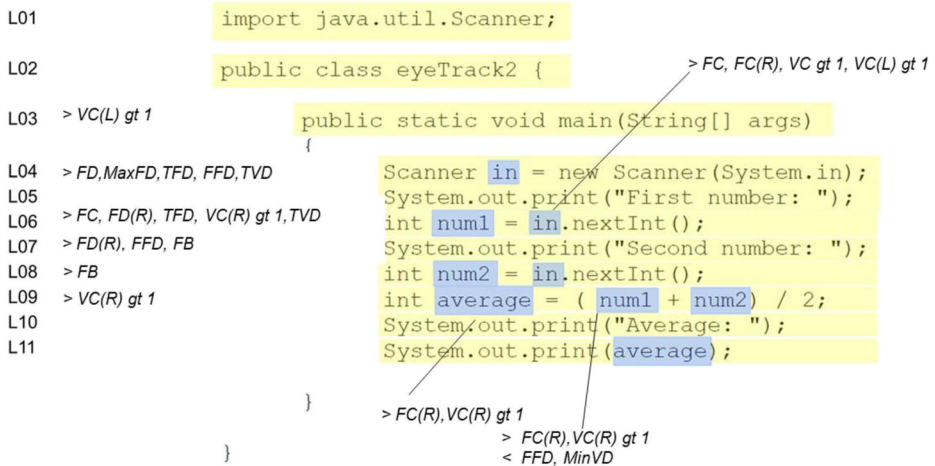 L01 import java.util.Scanner;
L02 public class eyeTrack2 {
> FC, FC(R), VC gt 1, VC(L) gt 1
L03 > VC(L) gt 1 public static void main(String[] args)
{
L04 > FD,MaxFD,TFD, FFD,TVD Scanner in = new Scanner(System.in);
L05 System.out.print("First number: ");
L06 > FC, FD(R), TFD, VC(R) gt 1,TVD int num1 = in.nextInt();
L07 > FD(R), FFD, FB System.out.print("Second number: ");
L08 > FB int num2 = in.nextInt();
L09 > VC(R) gt 1 int average = ( num1 + num2) / 2;
L10 System.out.print("Average: ");
L11 System.out.print(average);
}
> FC(R),VC(R) gt 1
> FC(R),VC(R) gt 1
< FFD, MinVD
}